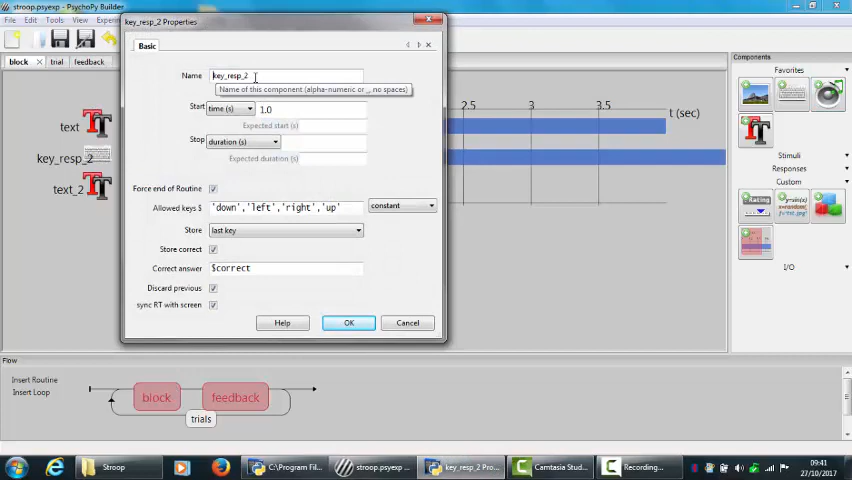 stroop.psyexp - PsychoPy Builder
File Edit Tools View
block
trial
feedback
text
key_resp_2
text_2
key_resp_2 Properties
Basic
Name key_resp_2
Name of this component (alpha-numeric or _, no spaces)
Start time (s) 1.0
Expected start (s)
Stop duration (s)
Expected duration (s)
Force end of Routine
Allowed keys $ 'down','left','right','up' constant
Store last key
Store correct
Correct answer $correct
Discard previous
sync RT with screen
Help OK Cancel
2.5 3 3.5 t (sec)
Components
Favorites
Stimuli
Responses
Custom
Rating
I/O
Flow
Insert Routine
Insert Loop
block feedback
trials
Stroop
C:\Program Fil...
stroop.psyexp ...
key_resp_2 Pro...
Camtasia Stud...
Recording...
09:41
27/10/2017